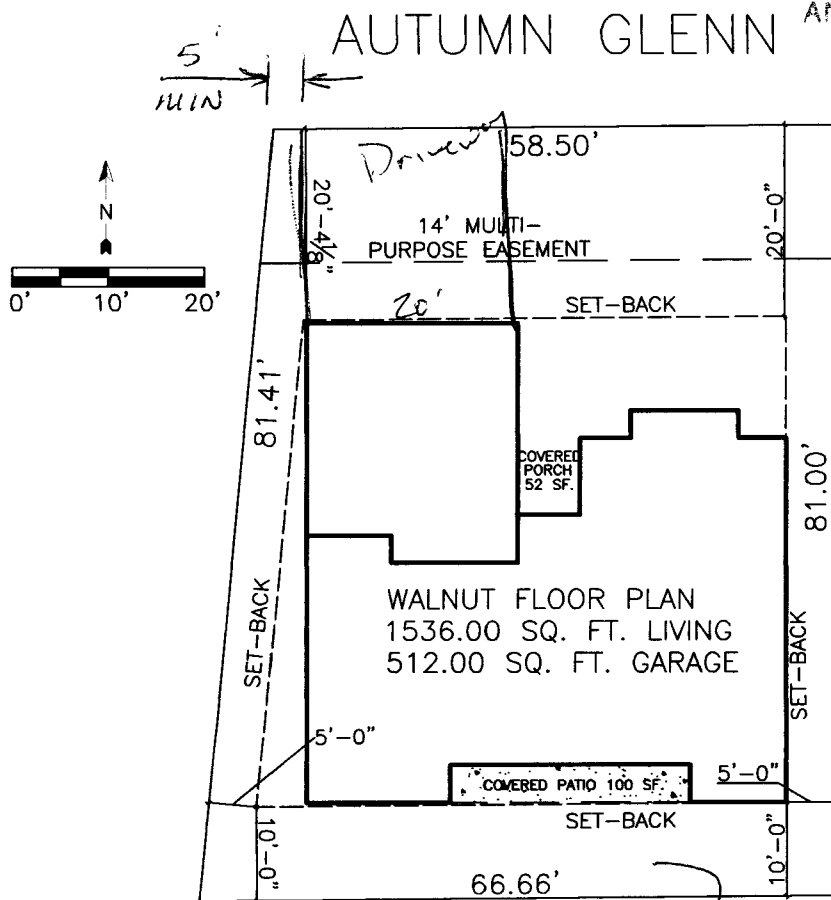 AUTUMN GLENN
5'
MIN
Driveway
58.50'
N
20'-4⅛"
14' MULTI-
PURPOSE EASEMENT
20'-0"
0' 10' 20'
20'
SET-BACK
81.41'
COVERED
PORCH
52 SF.
81.00'
WALNUT FLOOR PLAN
1536.00 SQ. FT. LIVING
512.00 SQ. FT. GARAGE
SET-BACK
SET-BACK
5'-0"
COVERED PATIO 100 SF.
5'-0"
SET-BACK
10'-0"
10'-0"
66.66'